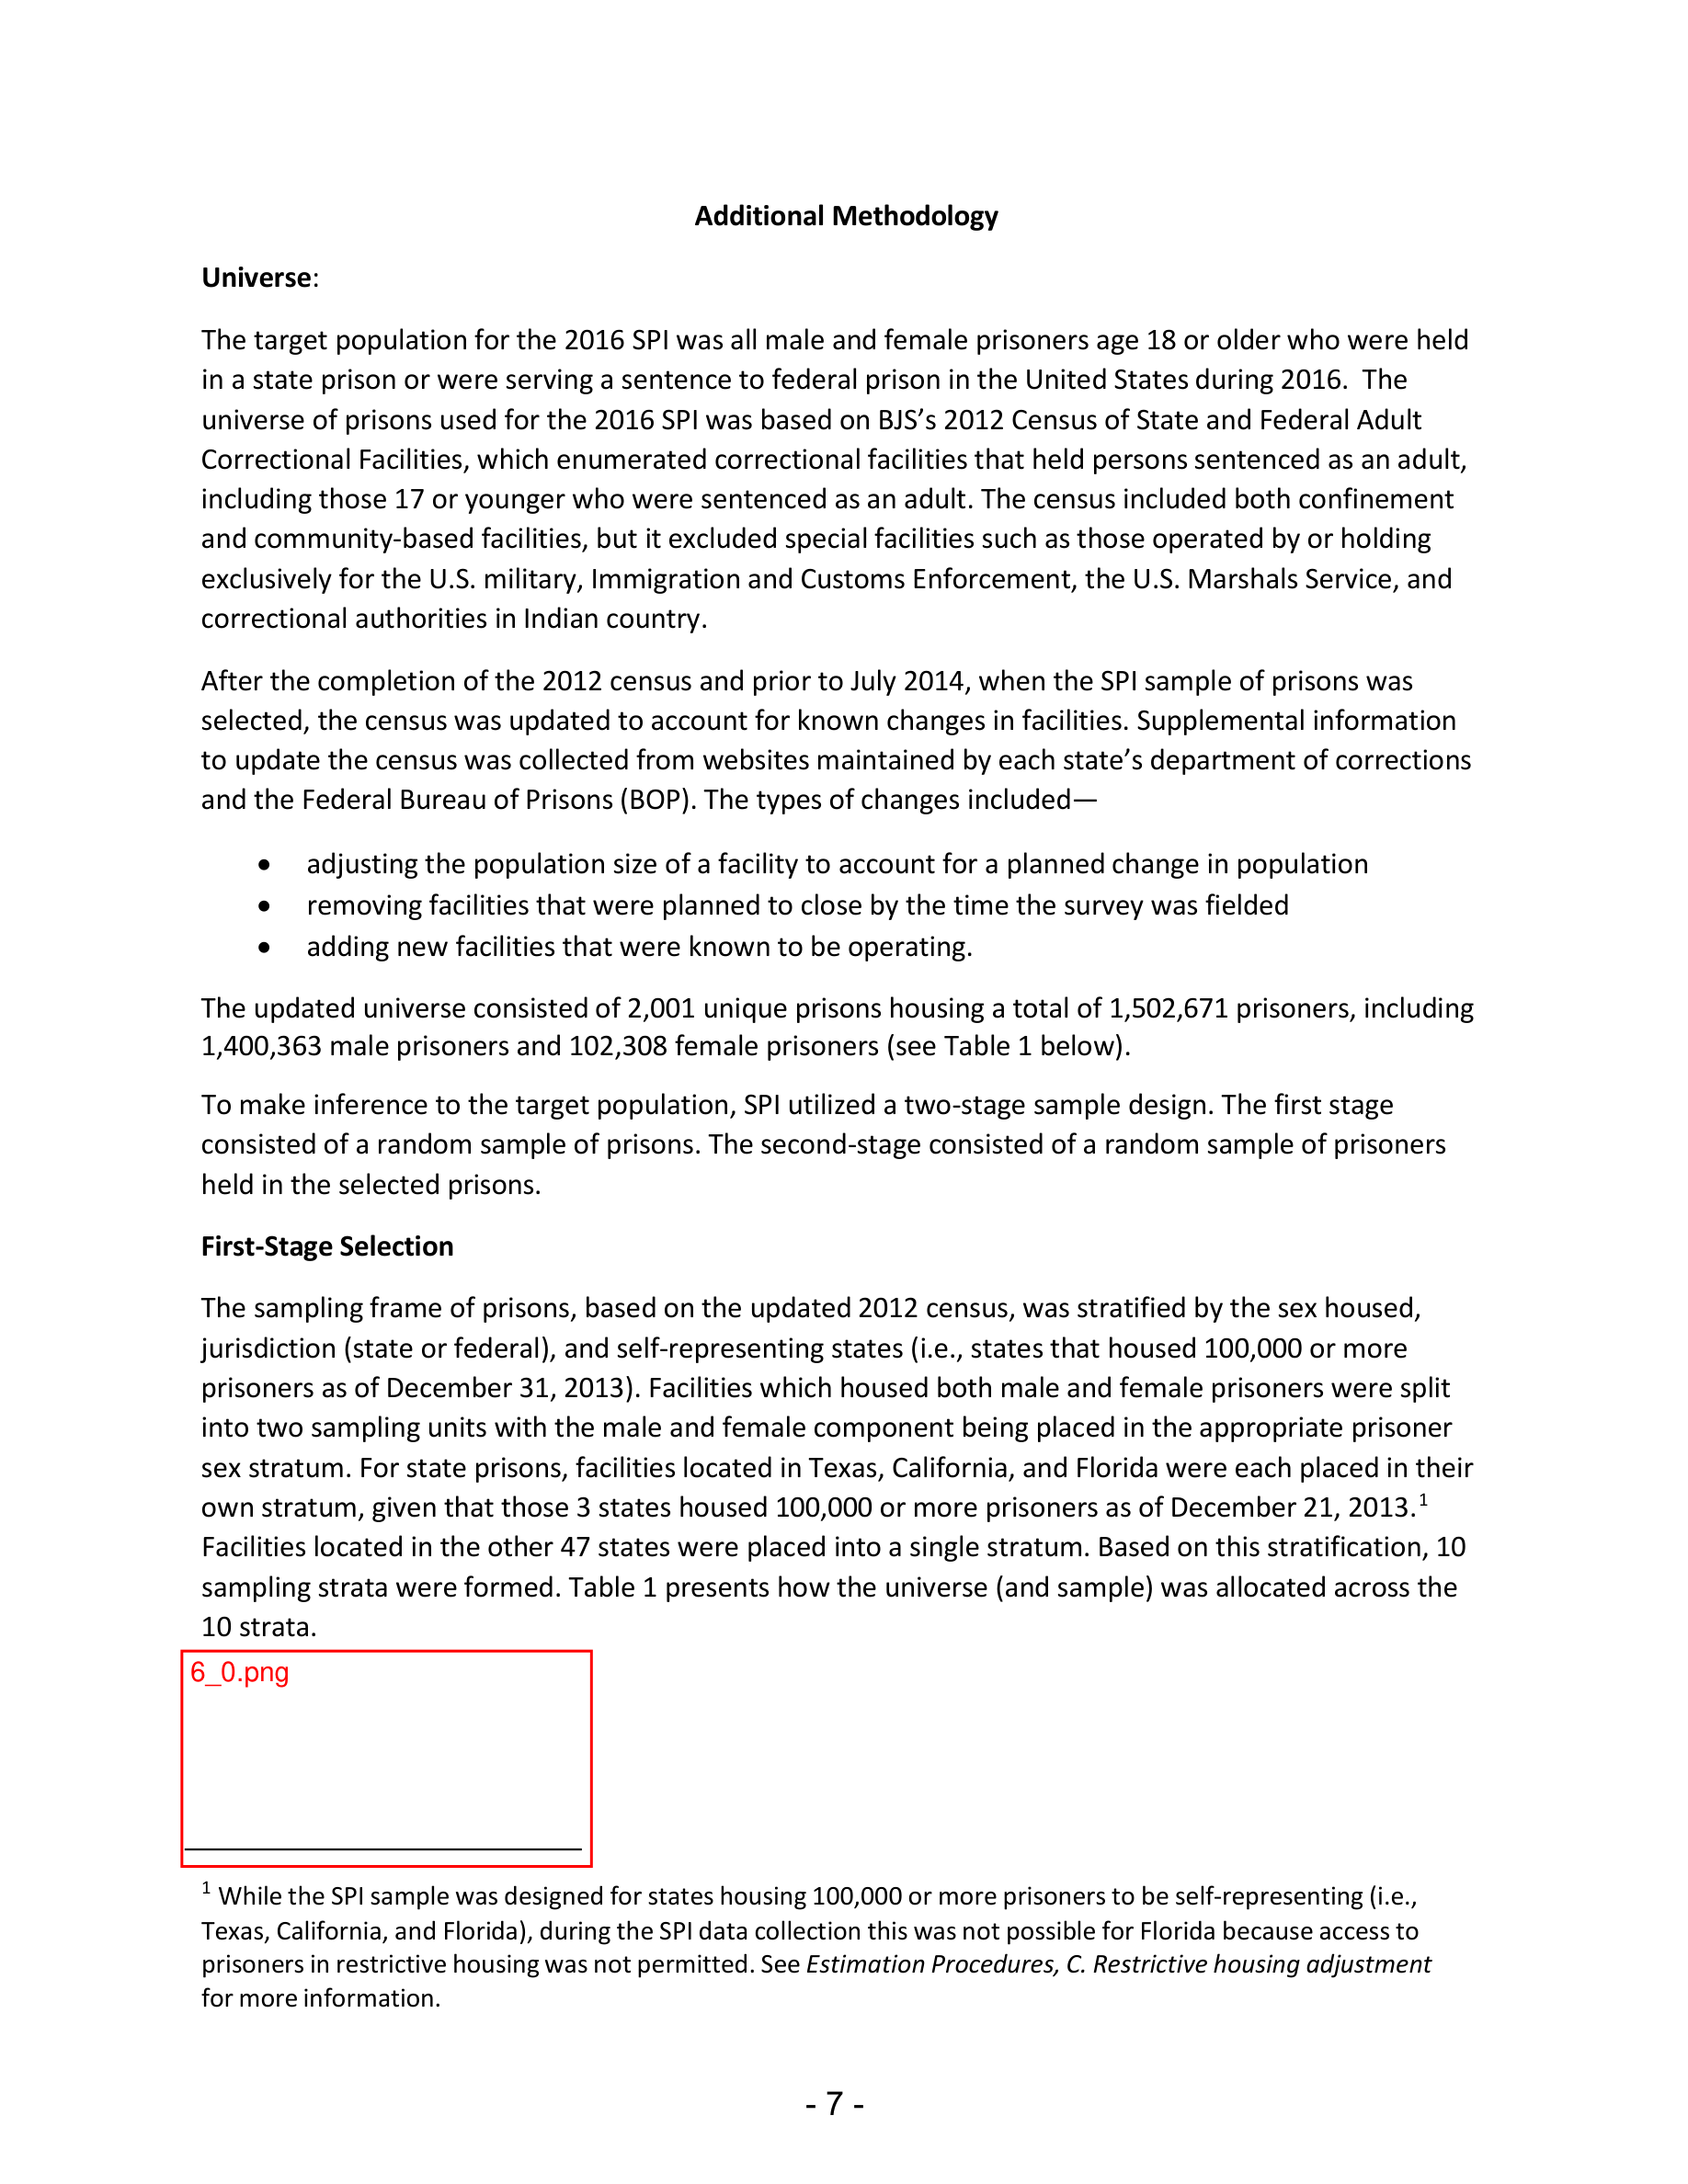 Additional Methodology
Universe:
The target population for the 2016 SPI was all male and female prisoners age 18 or older who were held
in a state prison or were serving a sentence to federal prison in the United States during 2016.  The
universe of prisons used for the 2016 SPI was based on BJS’s 2012 Census of State and Federal Adult
Correctional Facilities, which enumerated correctional facilities that held persons sentenced as an adult,
including those 17 or younger who were sentenced as an adult. The census included both confinement
and community-based facilities, but it excluded special facilities such as those operated by or holding
exclusively for the U.S. military, Immigration and Customs Enforcement, the U.S. Marshals Service, and
correctional authorities in Indian country.
After the completion of the 2012 census and prior to July 2014, when the SPI sample of prisons was
selected, the census was updated to account for known changes in facilities. Supplemental information
to update the census was collected from websites maintained by each state’s department of corrections
and the Federal Bureau of Prisons (BOP). The types of changes included—
• adjusting the population size of a facility to account for a planned change in population
• removing facilities that were planned to close by the time the survey was fielded
• adding new facilities that were known to be operating.
The updated universe consisted of 2,001 unique prisons housing a total of 1,502,671 prisoners, including
1,400,363 male prisoners and 102,308 female prisoners (see Table 1 below).
To make inference to the target population, SPI utilized a two-stage sample design. The first stage
consisted of a random sample of prisons. The second-stage consisted of a random sample of prisoners
held in the selected prisons.
First-Stage Selection
The sampling frame of prisons, based on the updated 2012 census, was stratified by the sex housed,
jurisdiction (state or federal), and self-representing states (i.e., states that housed 100,000 or more
prisoners as of December 31, 2013). Facilities which housed both male and female prisoners were split
into two sampling units with the male and female component being placed in the appropriate prisoner
sex stratum. For state prisons, facilities located in Texas, California, and Florida were each placed in their
own stratum, given that those 3 states housed 100,000 or more prisoners as of December 21, 2013.1
Facilities located in the other 47 states were placed into a single stratum. Based on this stratification, 10
sampling strata were formed. Table 1 presents how the universe (and sample) was allocated across the
10 strata.
6_0.png
1 While the SPI sample was designed for states housing 100,000 or more prisoners to be self-representing (i.e.,
Texas, California, and Florida), during the SPI data collection this was not possible for Florida because access to
prisoners in restrictive housing was not permitted. See Estimation Procedures, C. Restrictive housing adjustment
for more information.
- 7 -